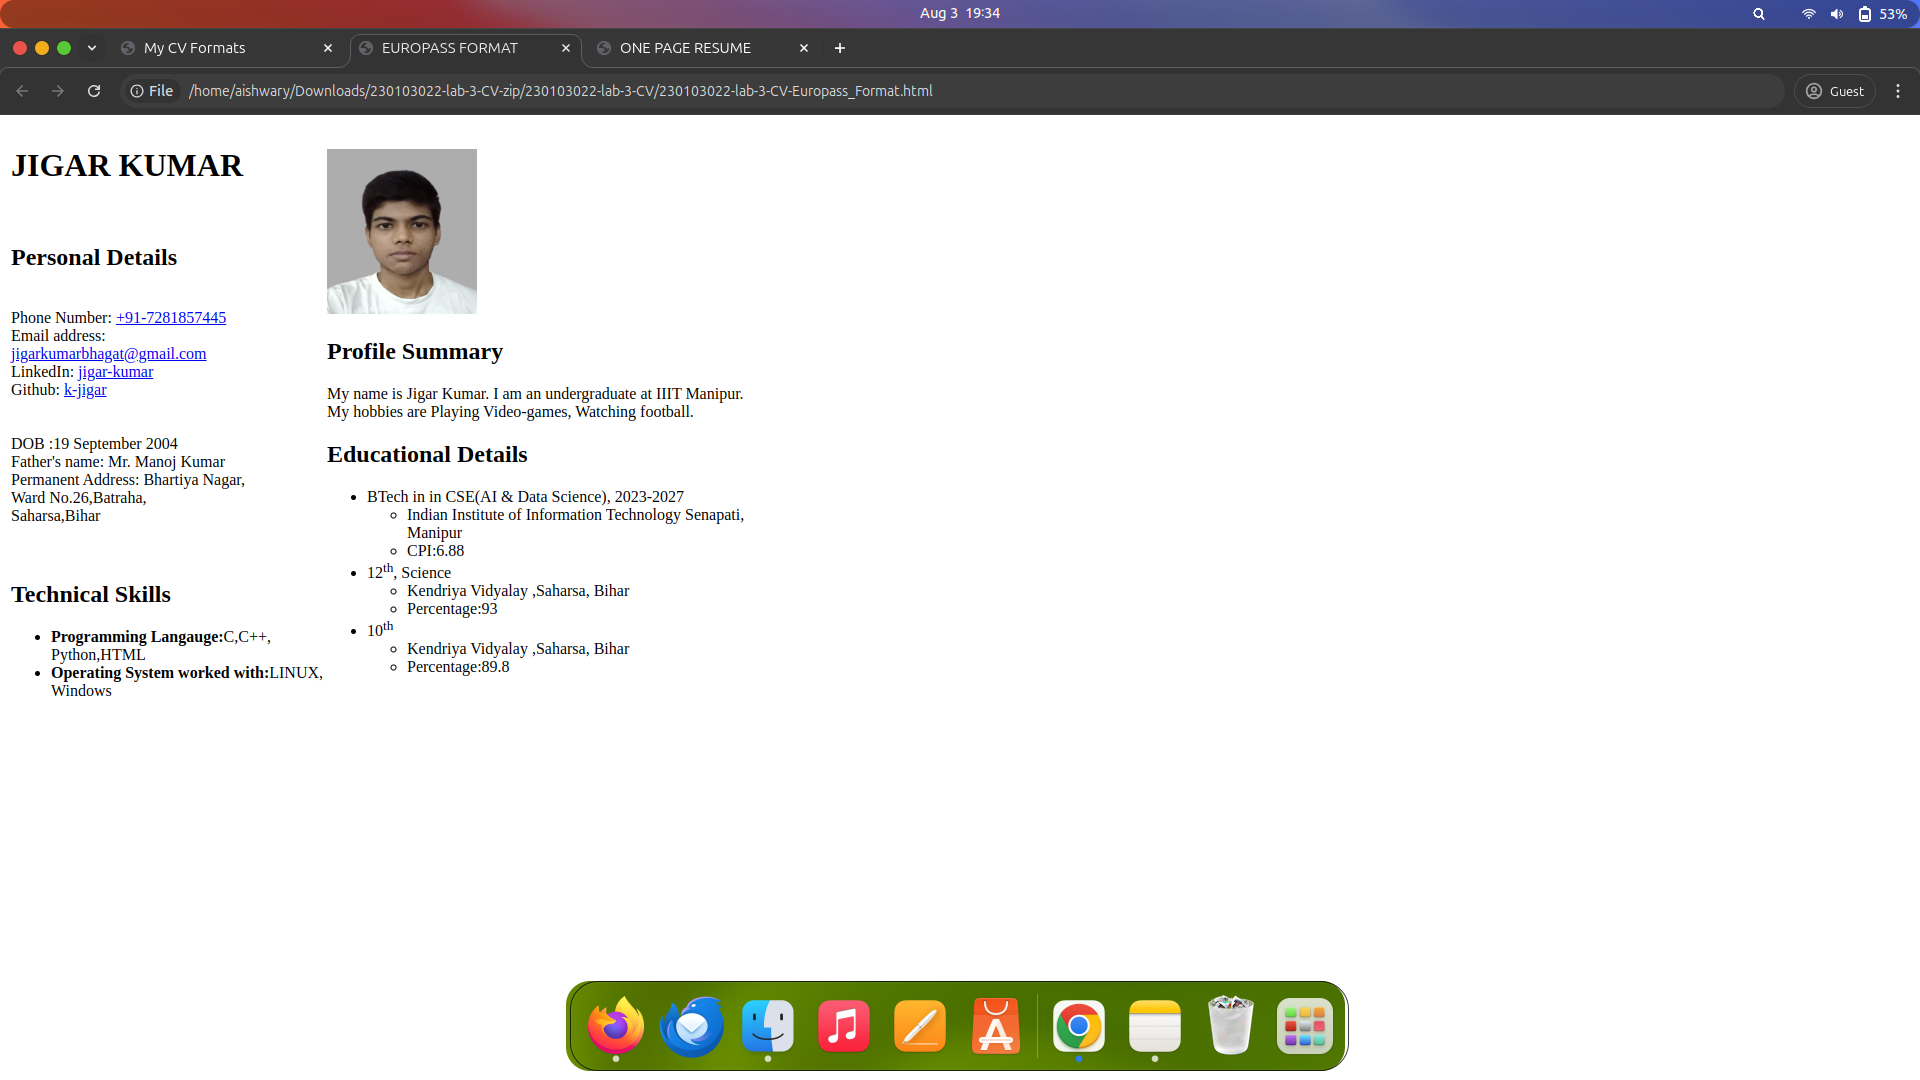 Aug 3 19:34
53%
My CV Formats
EUROPASS FORMAT
ONE PAGE RESUME
File
/home/aishwary/Downloads/230103022-lab-3-CV-zip/230103022-lab-3-CV/230103022-lab-3-CV-Europass_Format.html
Guest
JIGAR KUMAR
Personal Details
Phone Number: +91-7281857445
Email address:
jigarkumarbhagat@gmail.com
LinkedIn: jigar-kumar
Github: k-jigar
DOB :19 September 2004
Father's name: Mr. Manoj Kumar
Permanent Address: Bhartiya Nagar,
Ward No.26,Batraha,
Saharsa,Bihar
Technical Skills
Programming Langauge:C,C++,
Python,HTML
Operating System worked with:LINUX,
Windows
Profile Summary
My name is Jigar Kumar. I am an undergraduate at IIIT Manipur.
My hobbies are Playing Video-games, Watching football.
Educational Details
BTech in in CSE(AI & Data Science), 2023-2027
Indian Institute of Information Technology Senapati,
Manipur
CPI:6.88
12th, Science
Kendriya Vidyalay ,Saharsa, Bihar
Percentage:93
10th
Kendriya Vidyalay ,Saharsa, Bihar
Percentage:89.8